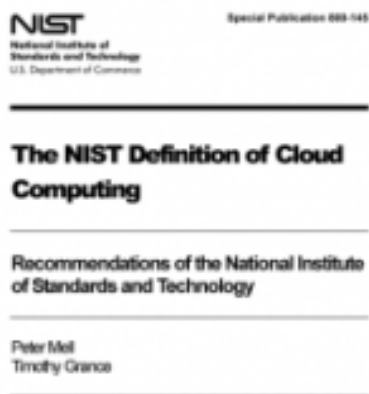 NIST
Special Publication 800-145
National Institute of
Standards and Technology
U.S. Department of Commerce
The NIST Definition of Cloud
Computing
Recommendations of the National Institute
of Standards and Technology
Peter Mell
Timothy Grance